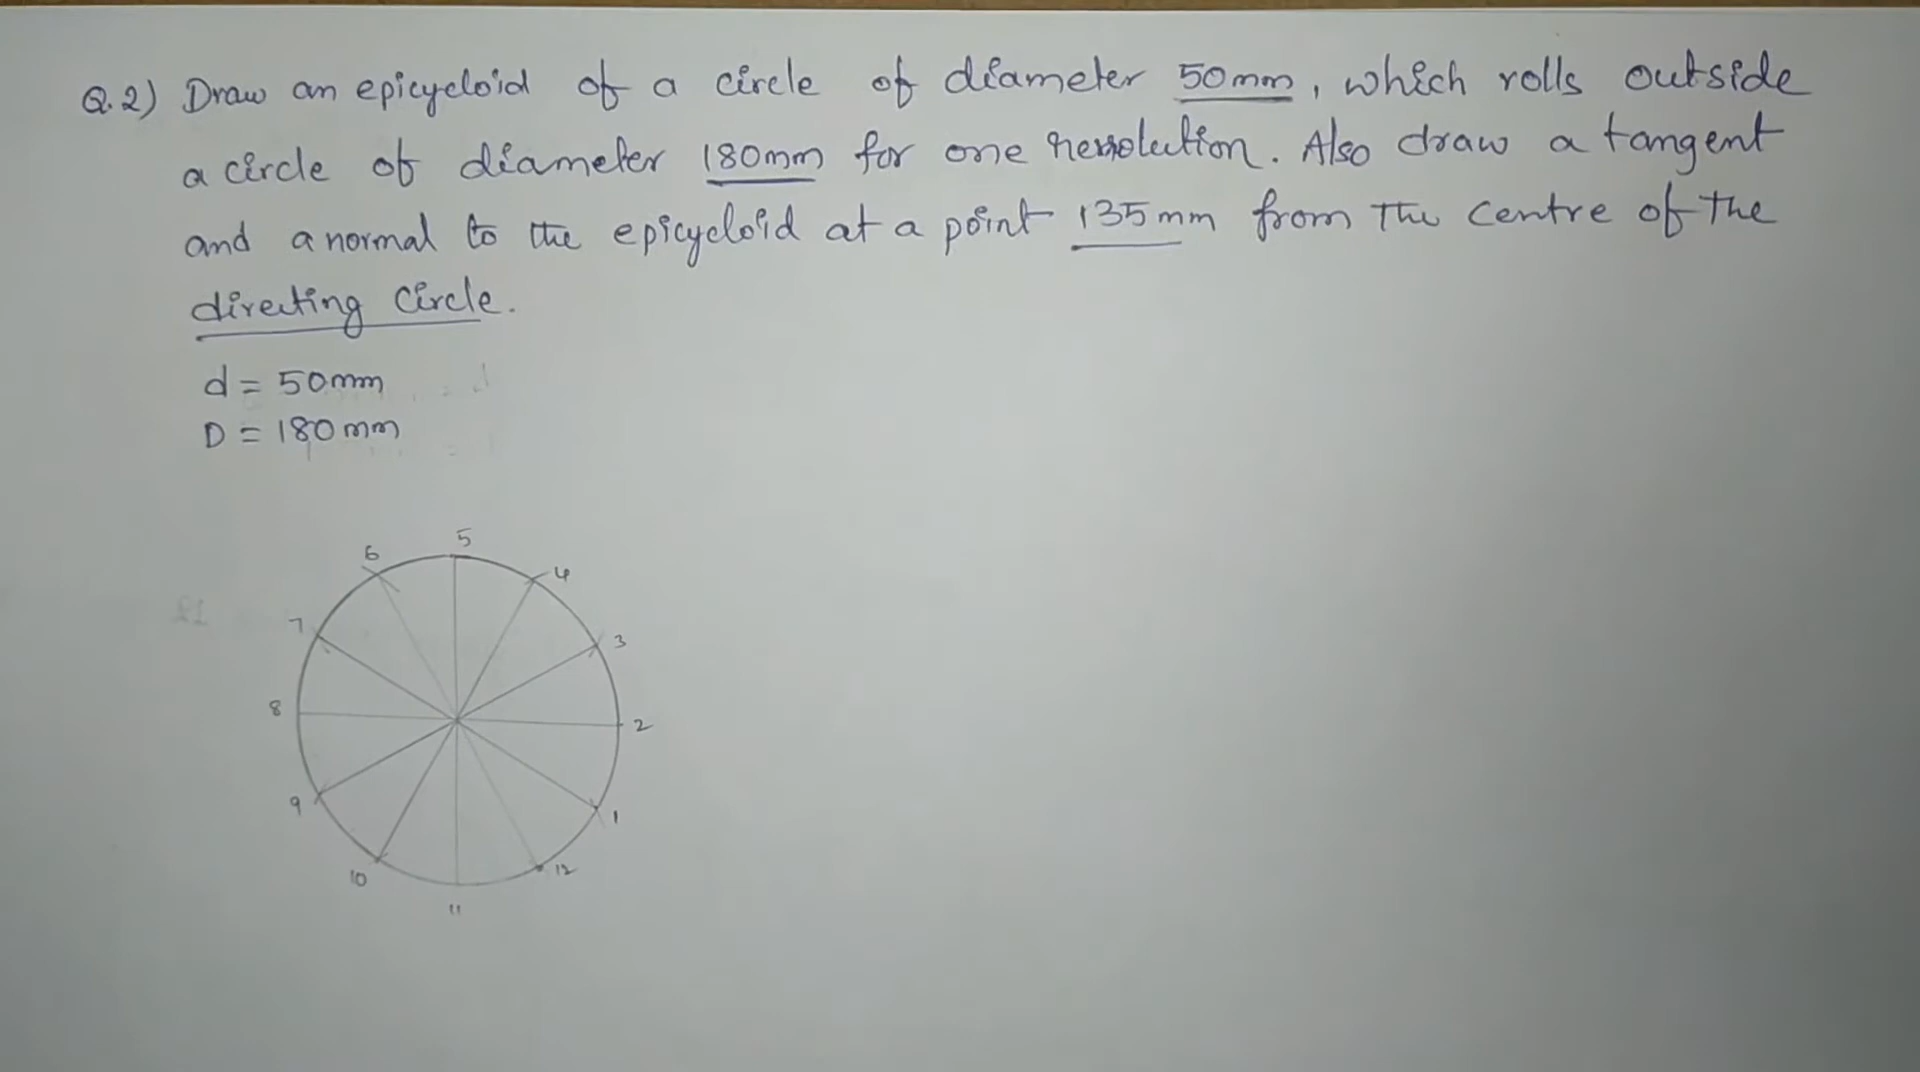 Q.2) Draw an epicycloid of a circle of diameter 50mm, which rolls outside
a circle of diameter 180mm for one revolution. Also draw a tangent
and a normal to the epicycloid at a point 135mm from the centre of the
directing circle.
d = 50mm
D = 180mm
5
6
4
7
3
8
2
9
1
10
12
11